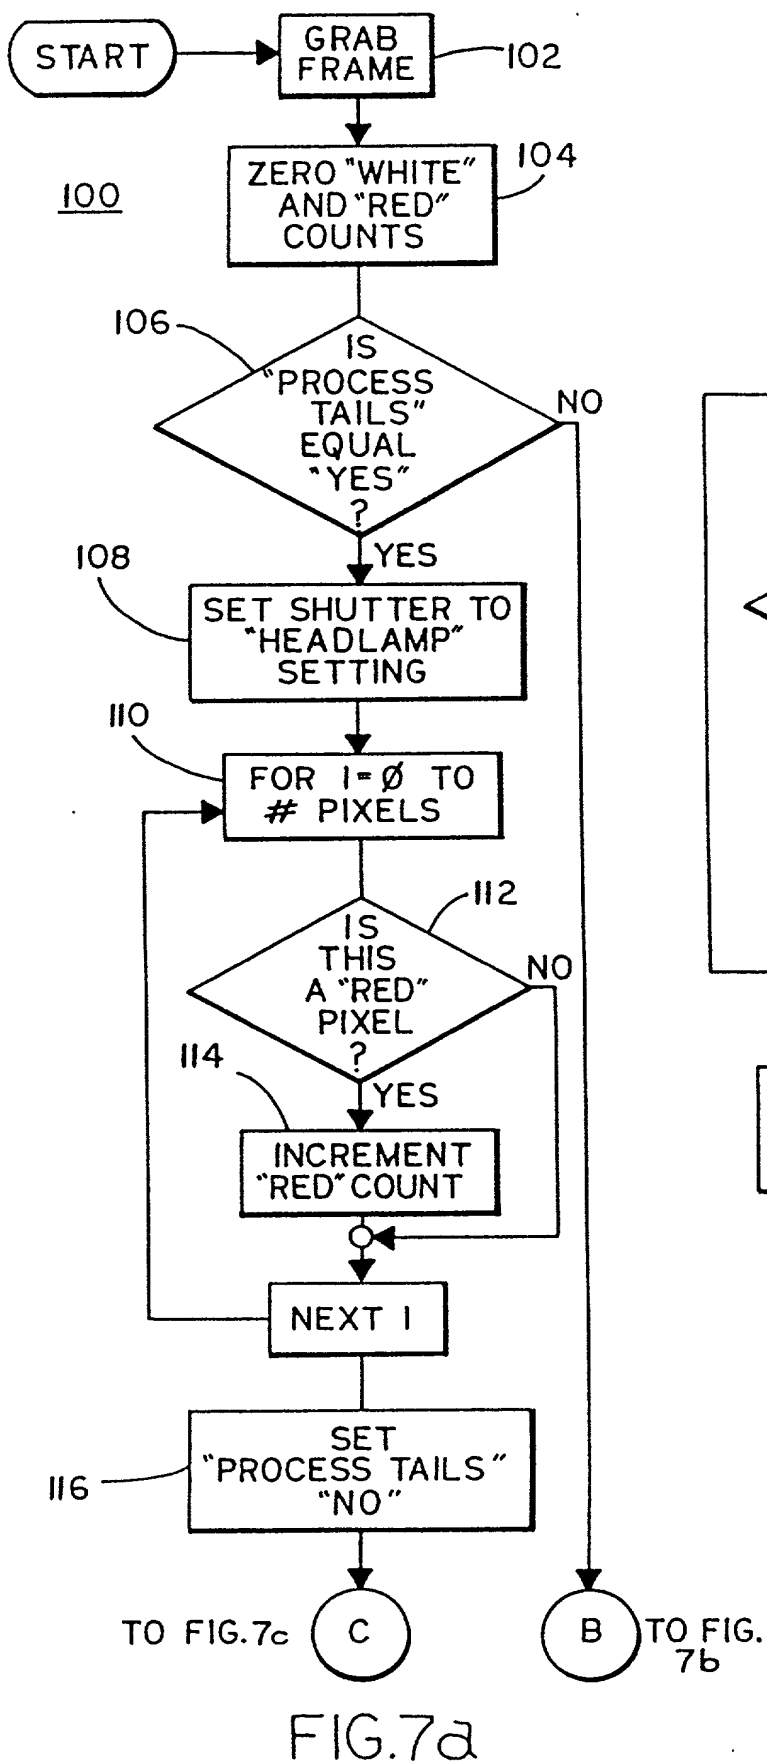 START
GRAB
FRAME
102
ZERO "WHITE"
AND "RED"
COUNTS
104
100
106
IS
"PROCESS
TAILS"
EQUAL
"YES"
?
NO
YES
108
SET SHUTTER TO
"HEADLAMP"
SETTING
110
FOR I=Ø TO
# PIXELS
112
IS
THIS
A "RED"
PIXEL
?
NO
114
YES
INCREMENT
"RED" COUNT
NEXT I
116
SET
"PROCESS TAILS"
"NO"
TO FIG.7c
C
B
TO FIG.
7b
FIG.7a